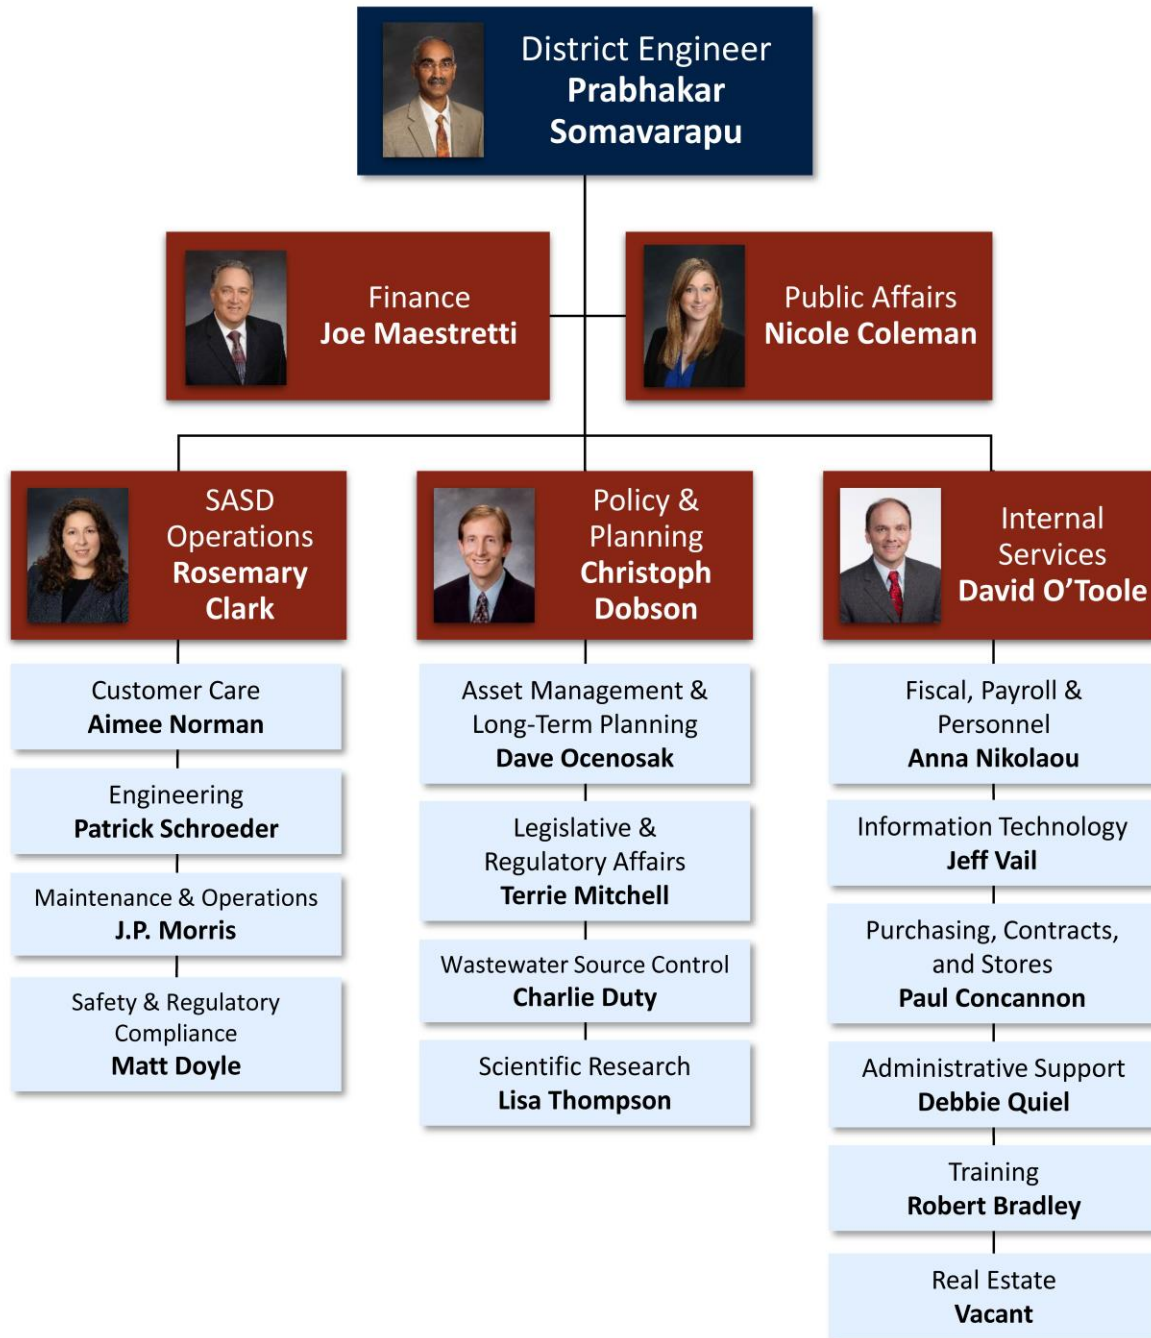 District Engineer
Prabhakar
Somavarapu
Finance
Joe Maestretti
Public Affairs
Nicole Coleman
SASD
Operations
Rosemary
Clark
Customer Care
Aimee Norman
Engineering
Patrick Schroeder
Maintenance & Operations
J.P. Morris
Safety & Regulatory
Compliance
Matt Doyle
Policy &
Planning
Christoph
Dobson
Asset Management &
Long-Term Planning
Dave Ocenosak
Legislative &
Regulatory Affairs
Terrie Mitchell
Wastewater Source Control
Charlie Duty
Scientific Research
Lisa Thompson
Internal
Services
David O’Toole
Fiscal, Payroll &
Personnel
Anna Nikolaou
Information Technology
Jeff Vail
Purchasing, Contracts,
and Stores
Paul Concannon
Administrative Support
Debbie Quiel
Training
Robert Bradley
Real Estate
Vacant